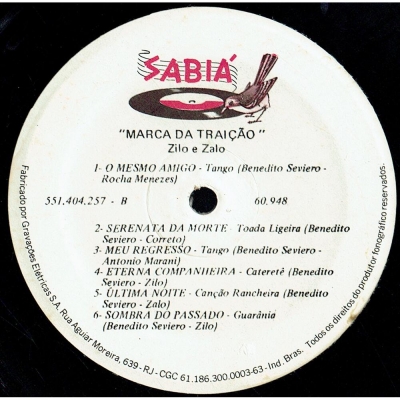 SABIÁ
"MARCA DA TRAIÇÃO"
Zilo e Zalo
1- O MESMO AMIGO - Tango (Benedito Seviero -
Rocha Menezes)
551.404.257 - B
60.948
2- SERENATA DA MORTE - Toada Ligeira (Benedito
Seviero - Correto)
3- MEU REGRESSO - Tango (Benedito Seviero -
Antonio Marani)
4- ETERNA COMPANHEIRA - Catereté (Benedito
Seviero - Zilo)
5- ÚLTIMA NOITE - Canção Rancheira (Benedito
Seviero - Zalo)
6- SOMBRA DO PASSADO - Guarânia
(Benedito Seviero - Zilo)
Fabricado por Gravações Elétricas S.A. Rua Aguiar Moreira, 639 - RJ - CGC 61.186.300.0003-63 - Ind. Bras. Todos os direitos do produtor fonográfico reservados.